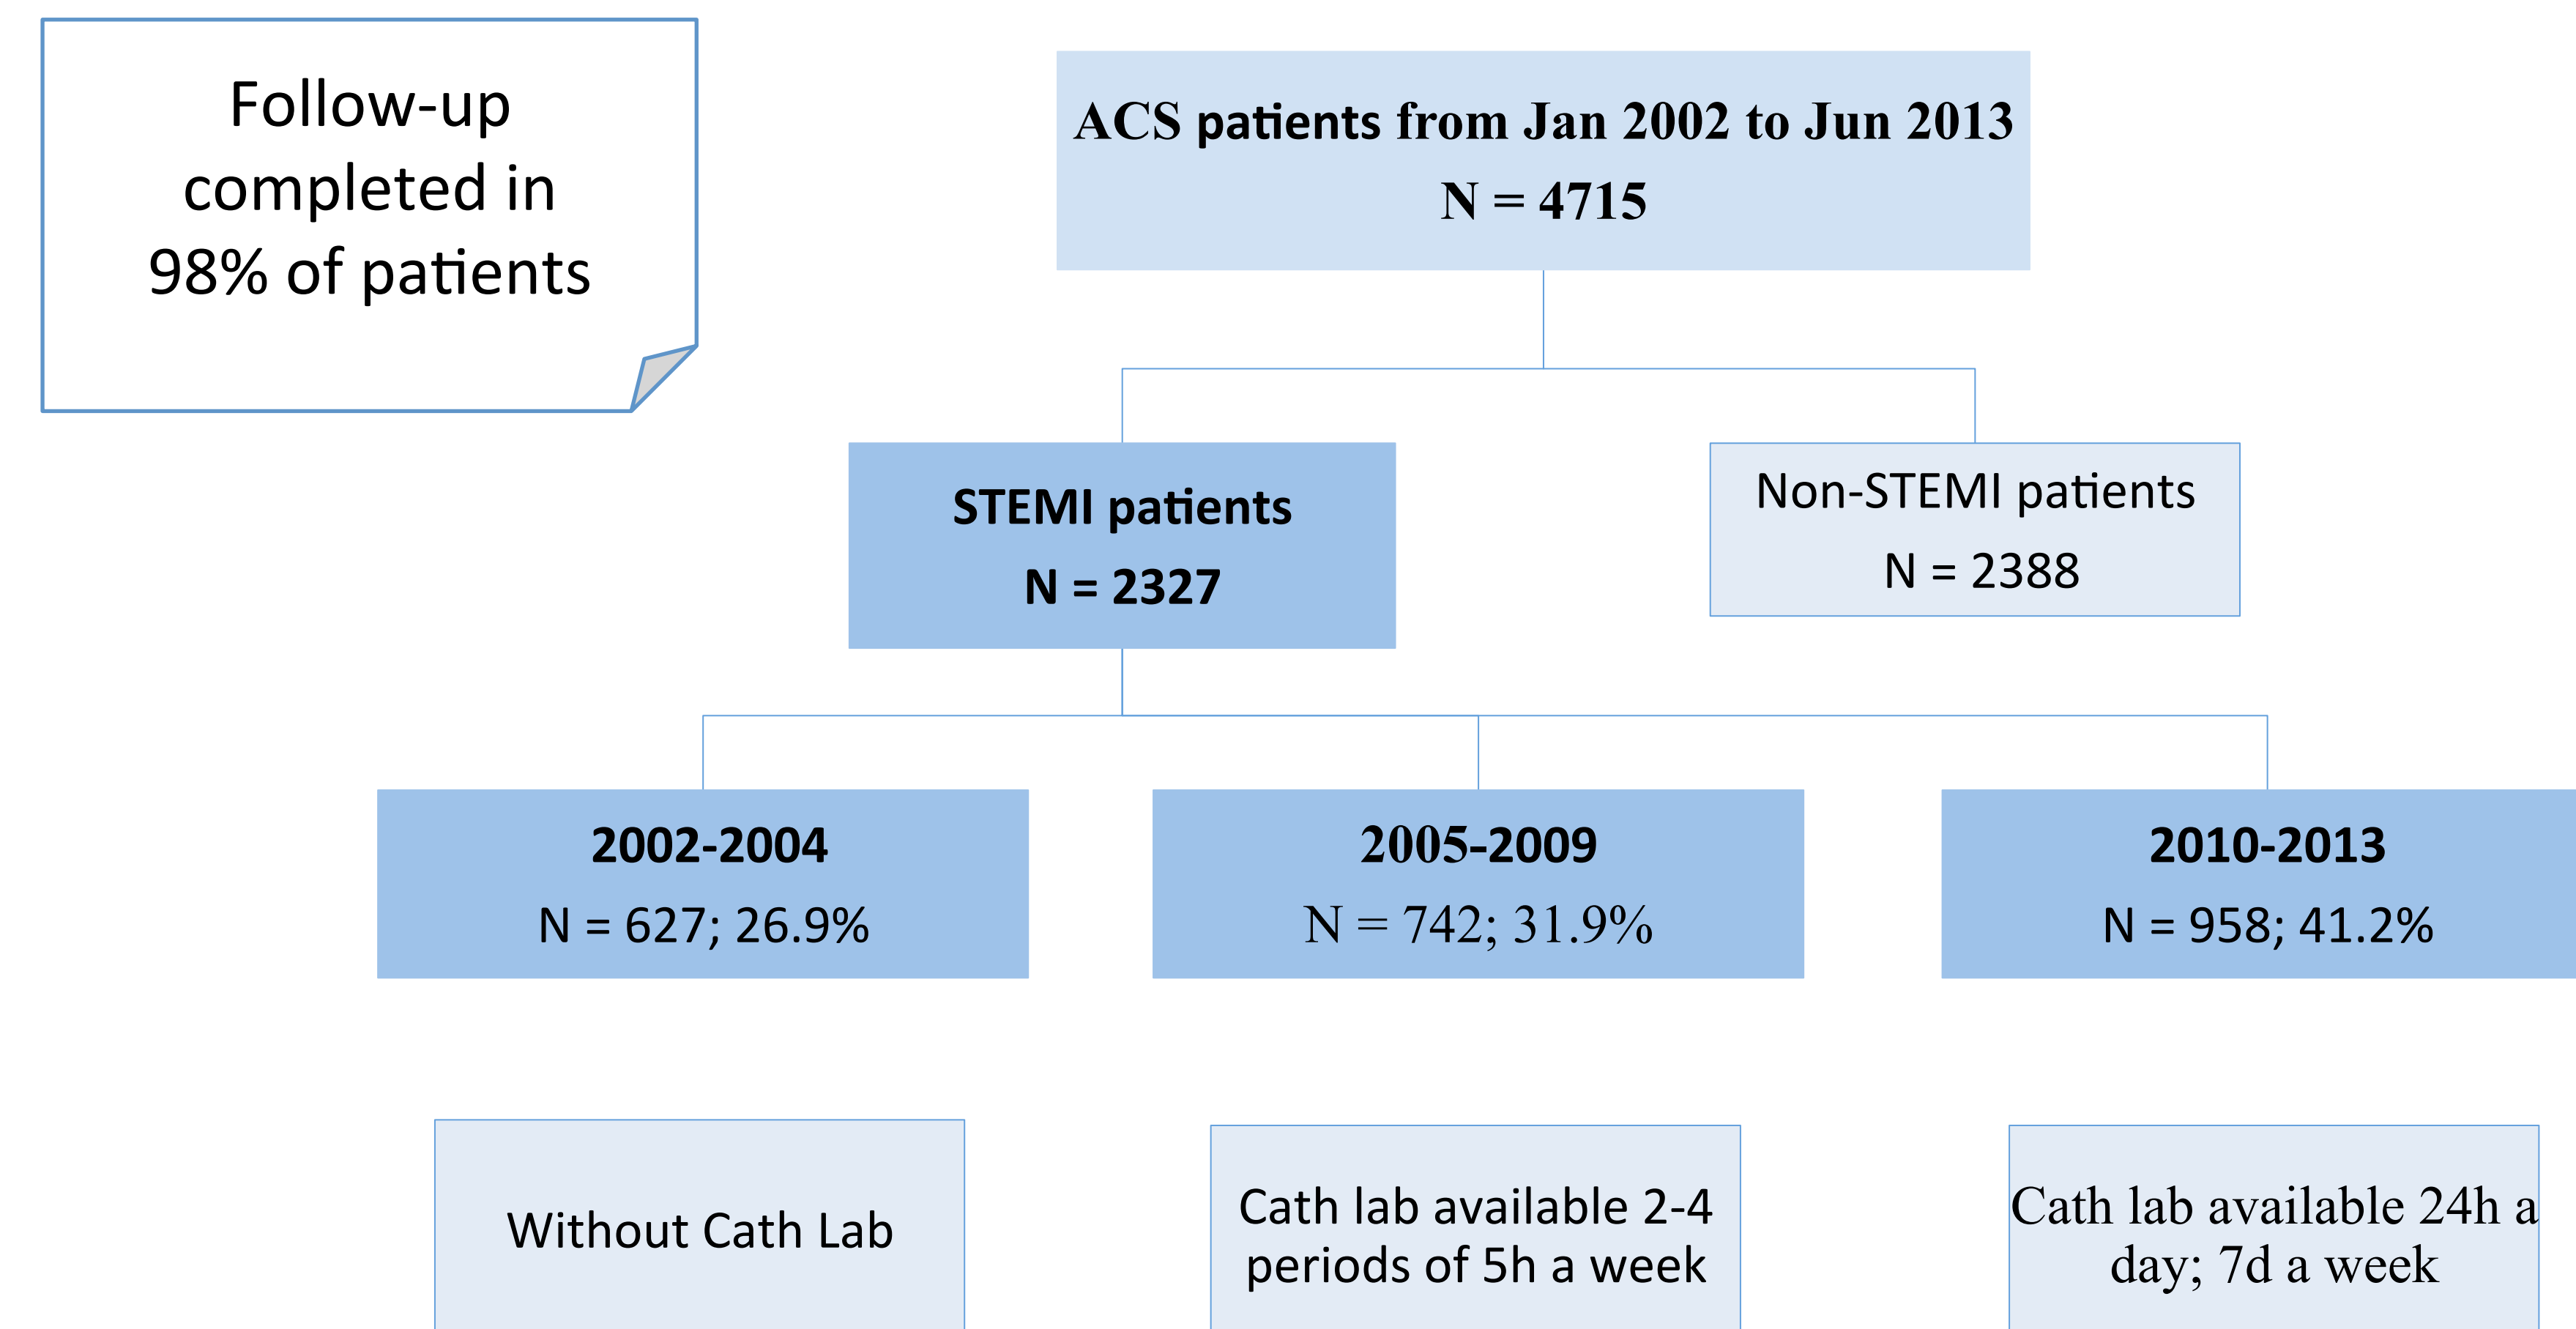 Follow-up
completed in
98% of patients
ACS patients from Jan 2002 to Jun 2013
N = 4715
STEMI patients
N = 2327
Non-STEMI patients
N = 2388
2002-2004
N = 627; 26.9%
2005-2009
N = 742; 31.9%
2010-2013
N = 958; 41.2%
Without Cath Lab
Cath lab available 2-4
periods of 5h a week
Cath lab available 24h a
day; 7d a week